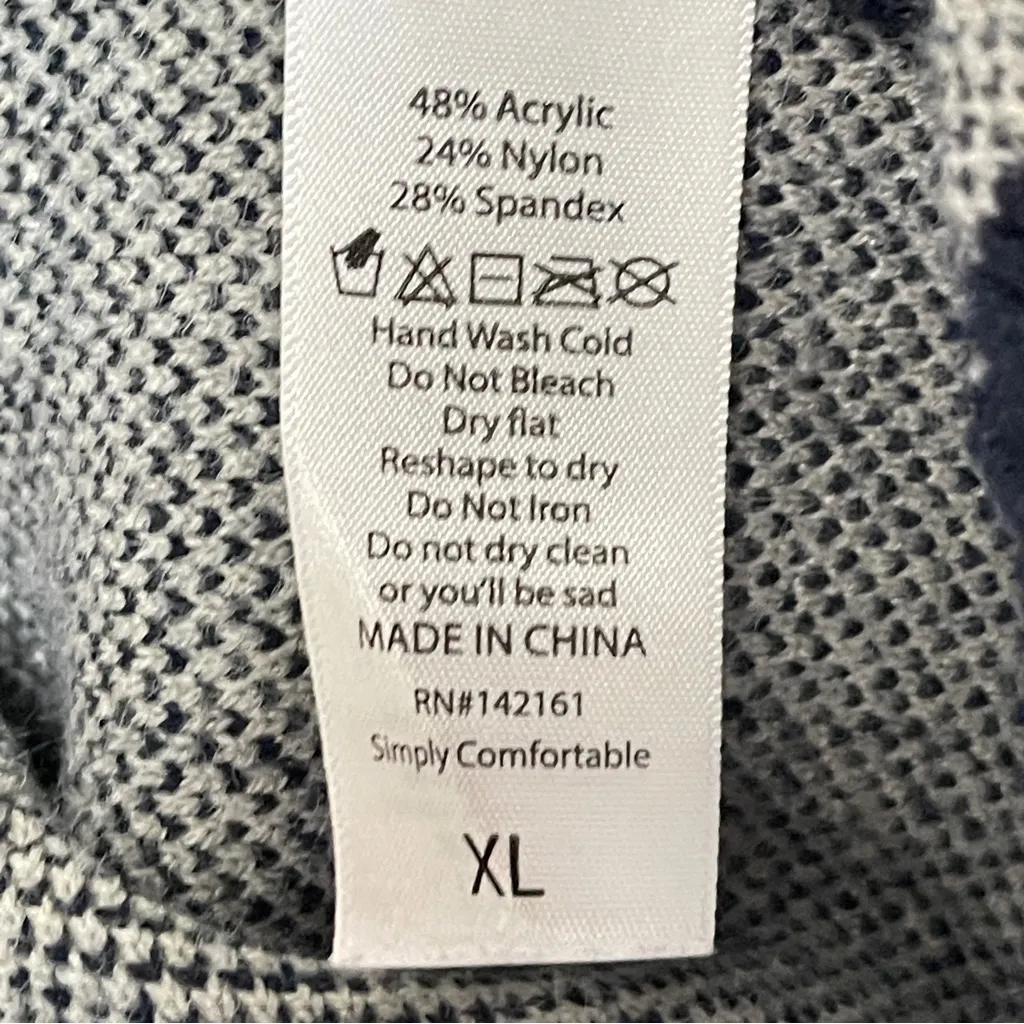 48% Acrylic
24% Nylon
28% Spandex
Hand Wash Cold
Do Not Bleach
Dry flat
Reshape to dry
Do Not Iron
Do not dry clean
or you'll be sad
MADE IN CHINA
RN#142161
Simply Comfortable
XL